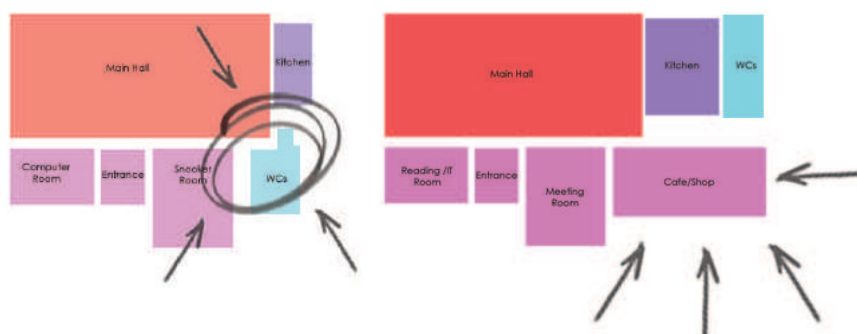 Main Hall
Kitchen
Computer
Room
Entrance
Snooker
Room
WCs
Main Hall
Kitchen
WCs
Reading /IT
Room
Entrance
Meeting
Room
Cafe/Shop